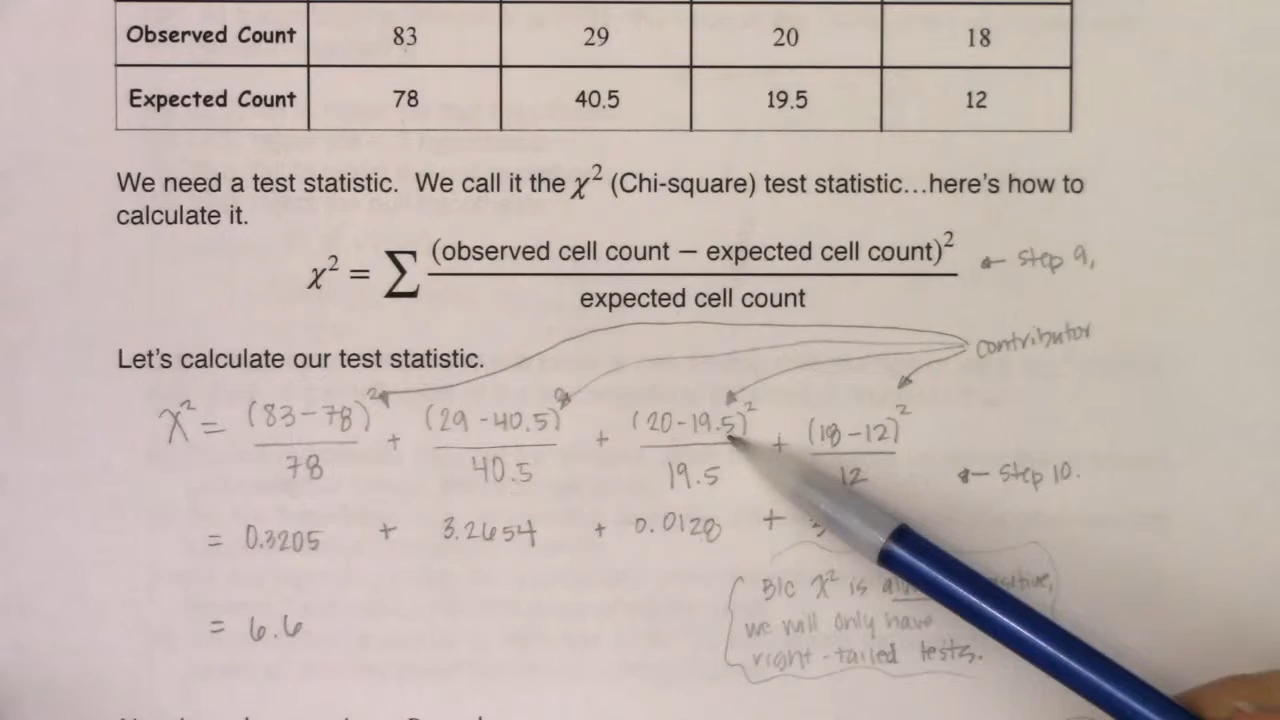 Observed Count 83 29 20 18
Expected Count 78 40.5 19.5 12
We need a test statistic. We call it the χ² (Chi-square) test statistic…here's how to
calculate it.
χ² = ∑ (observed cell count − expected cell count)² / expected cell count ← step 9,
contributor
Let's calculate our test statistic.
χ² = (83-78)² / 78 + (29-40.5)² / 40.5 + (20-19.5)² / 19.5 + (18-12)² / 12 ← step 10.
= 0.3205 + 3.2654 + 0.0128 +
= 6.6
B/c χ² is
we will only have
right-tailed tests.